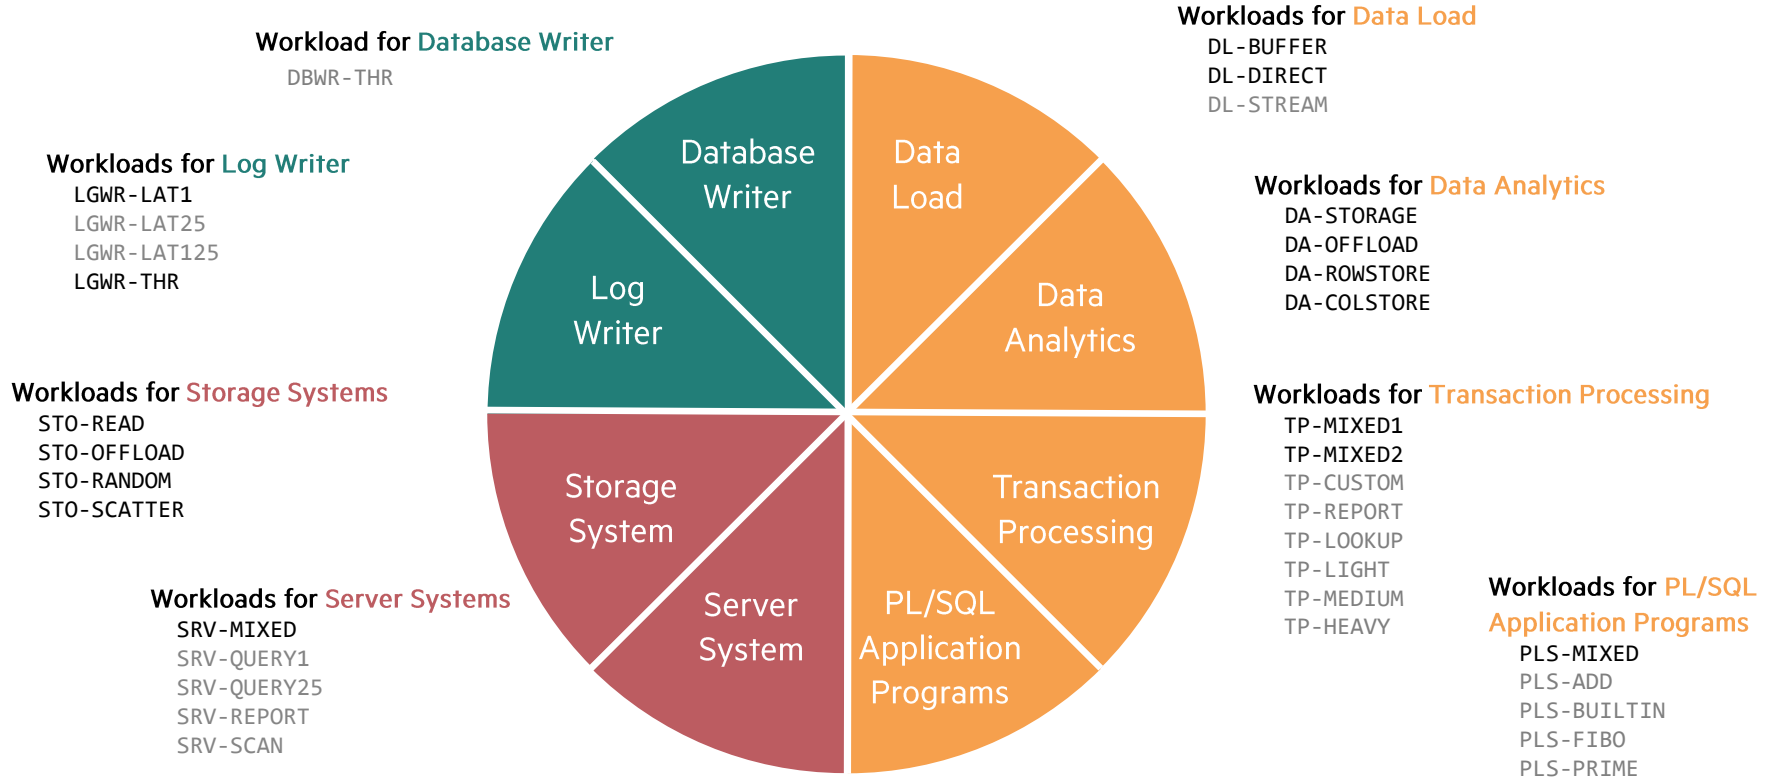 Workload for Database Writer
DBWR-THR
Workloads for Log Writer
LGWR-LAT1
LGWR-LAT25
LGWR-LAT125
LGWR-THR
Workloads for Storage Systems
STO-READ
STO-OFFLOAD
STO-RANDOM
STO-SCATTER
Workloads for Server Systems
SRV-MIXED
SRV-QUERY1
SRV-QUERY25
SRV-REPORT
SRV-SCAN
Database
Writer
Data
Load
Log
Writer
Data
Analytics
Storage
System
Transaction
Processing
Server
System
PL/SQL
Application
Programs
Workloads for Data Load
DL-BUFFER
DL-DIRECT
DL-STREAM
Workloads for Data Analytics
DA-STORAGE
DA-OFFLOAD
DA-ROWSTORE
DA-COLSTORE
Workloads for Transaction Processing
TP-MIXED1
TP-MIXED2
TP-CUSTOM
TP-REPORT
TP-LOOKUP
TP-LIGHT
TP-MEDIUM
TP-HEAVY
Workloads for PL/SQL
Application Programs
PLS-MIXED
PLS-ADD
PLS-BUILTIN
PLS-FIBO
PLS-PRIME